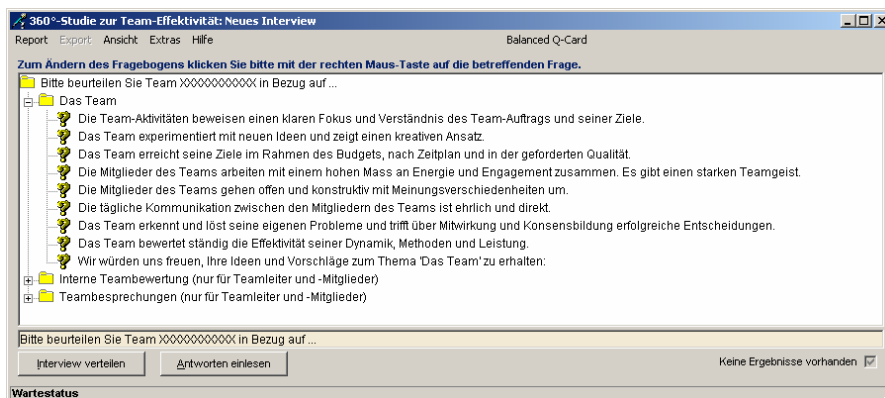 360°-Studie zur Team-Effektivität: Neues Interview
Report Export Ansicht Extras Hilfe Balanced Q-Card
Zum Ändern des Fragebogens klicken Sie bitte mit der rechten Maus-Taste auf die betreffenden Frage.
Bitte beurteilen Sie Team XXXXXXXXXX in Bezug auf ...
Das Team
Die Team-Aktivitäten beweisen einen klaren Fokus und Verständnis des Team-Auftrags und seiner Ziele.
Das Team experimentiert mit neuen Ideen und zeigt einen kreativen Ansatz.
Das Team erreicht seine Ziele im Rahmen des Budgets, nach Zeitplan und in der geforderten Qualität.
Die Mitglieder des Teams arbeiten mit einem hohen Mass an Energie und Engagement zusammen. Es gibt einen starken Teamgeist.
Die Mitglieder des Teams gehen offen und konstruktiv mit Meinungsverschiedenheiten um.
Die tägliche Kommunikation zwischen den Mitgliedern des Teams ist ehrlich und direkt.
Das Team erkennt und löst seine eigenen Probleme und trifft über Mitwirkung und Konsensbildung erfolgreiche Entscheidungen.
Das Team bewertet ständig die Effektivität seiner Dynamik, Methoden und Leistung.
Wir würden uns freuen, Ihre Ideen und Vorschläge zum Thema 'Das Team' zu erhalten:
Interne Teambewertung (nur für Teamleiter und -Mitglieder)
Teambesprechungen (nur für Teamleiter und -Mitglieder)
Bitte beurteilen Sie Team XXXXXXXXXX in Bezug auf ...
Interview verteilen Antworten einlesen Keine Ergebnisse vorhanden
Wartestatus